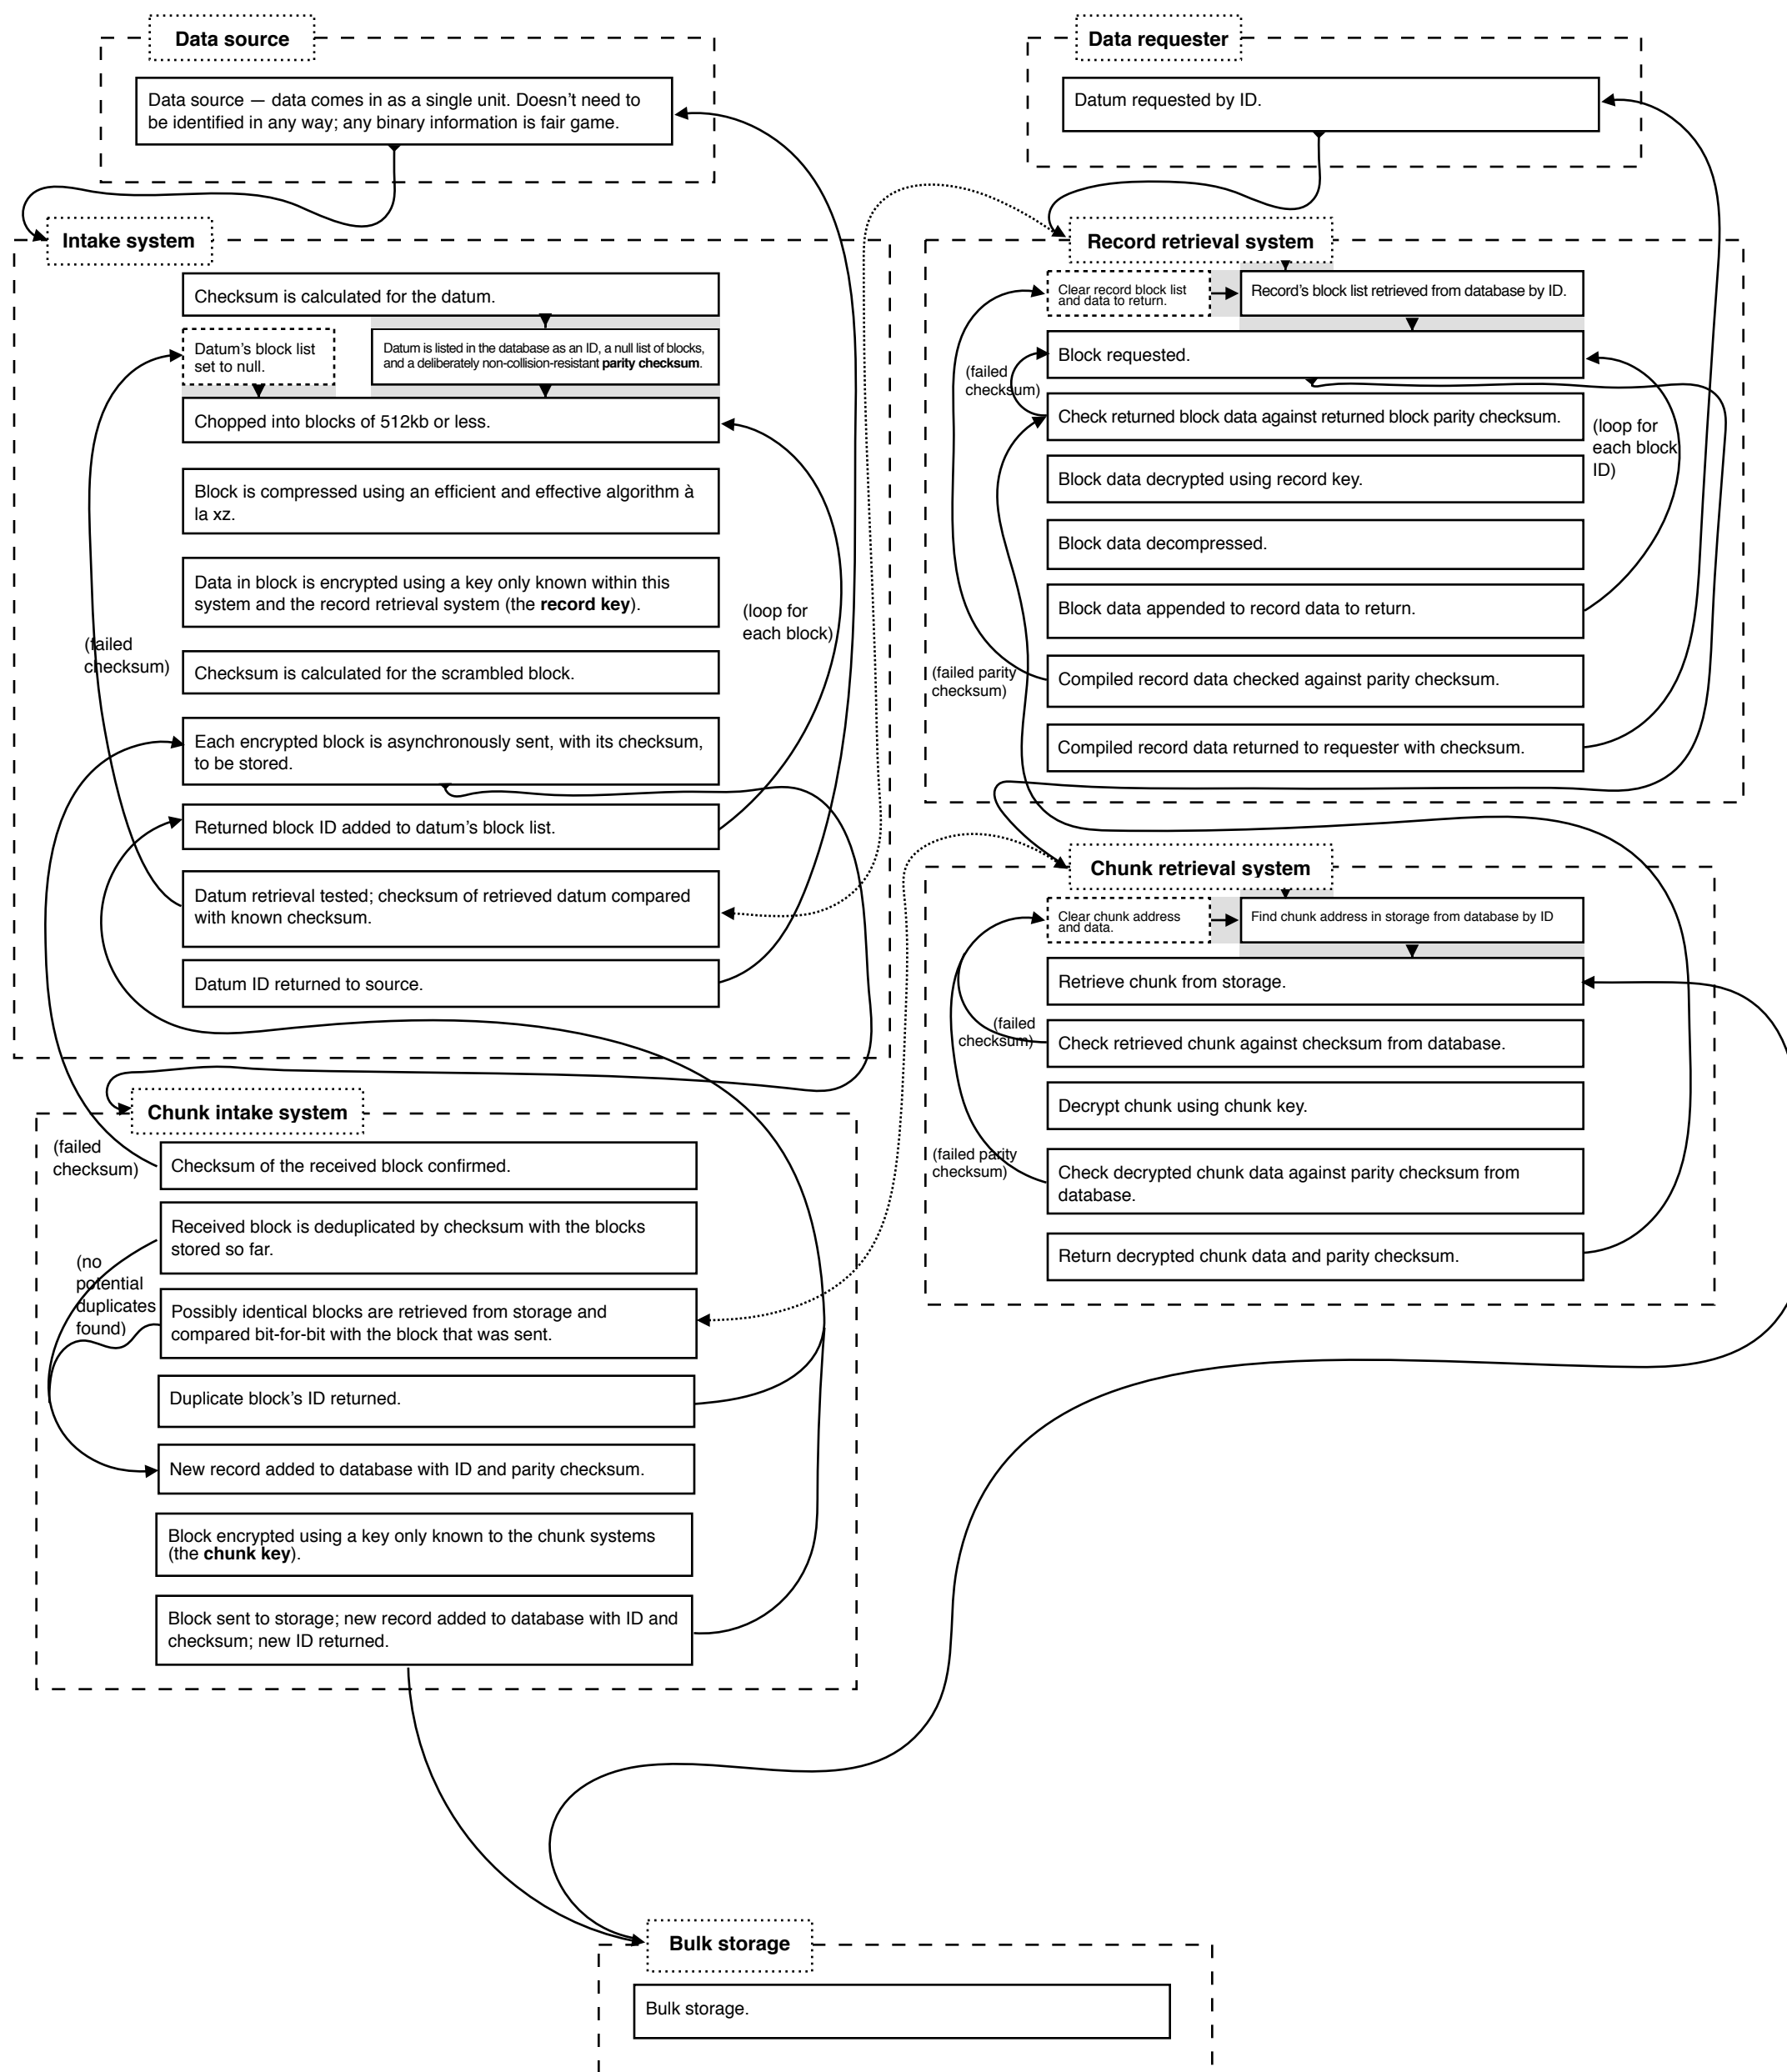 Data source
Data source — data comes in as a single unit. Doesn't need to
be identified in any way; any binary information is fair game.
Intake system
Checksum is calculated for the datum.
Datum's block list
set to null.
Datum is listed in the database as an ID, a null list of blocks,
and a deliberately non-collision-resistant parity checksum.
Chopped into blocks of 512kb or less.
Block is compressed using an efficient and effective algorithm à
la xz.
Data in block is encrypted using a key only known within this
system and the record retrieval system (the record key).
(loop for
each block)
(failed
checksum)
Checksum is calculated for the scrambled block.
Each encrypted block is asynchronously sent, with its checksum,
to be stored.
Returned block ID added to datum's block list.
Datum retrieval tested; checksum of retrieved datum compared
with known checksum.
Datum ID returned to source.
Chunk intake system
(failed
checksum)
Checksum of the received block confirmed.
Received block is deduplicated by checksum with the blocks
stored so far.
(no
potential
duplicates
found)
Possibly identical blocks are retrieved from storage and
compared bit-for-bit with the block that was sent.
Duplicate block's ID returned.
New record added to database with ID and parity checksum.
Block encrypted using a key only known to the chunk systems
(the chunk key).
Block sent to storage; new record added to database with ID and
checksum; new ID returned.
Data requester
Datum requested by ID.
Record retrieval system
Clear record block list
and data to return.
Record's block list retrieved from database by ID.
Block requested.
(failed
checksum)
Check returned block data against returned block parity checksum.
(loop for
each block
ID)
Block data decrypted using record key.
Block data decompressed.
Block data appended to record data to return.
(failed parity
checksum)
Compiled record data checked against parity checksum.
Compiled record data returned to requester with checksum.
Chunk retrieval system
Clear chunk address
and data.
Find chunk address in storage from database by ID
Retrieve chunk from storage.
(failed
checksum)
Check retrieved chunk against checksum from database.
Decrypt chunk using chunk key.
(failed parity
checksum)
Check decrypted chunk data against parity checksum from
database.
Return decrypted chunk data and parity checksum.
Bulk storage
Bulk storage.